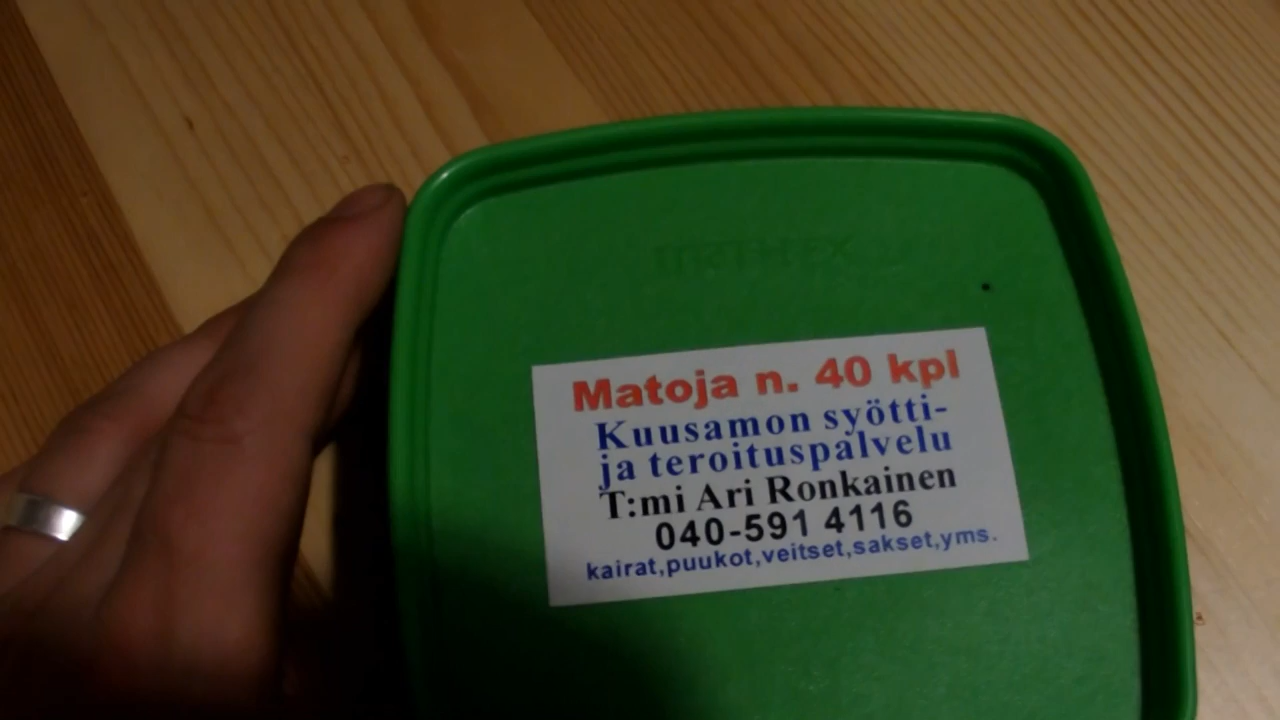 Matoja n. 40 kpl
Kuusamon syötti-
ja teroituspalvelu
T:mi Ari Ronkainen
040-591 4116
kairat,puukot,veitset,sakset,yms.